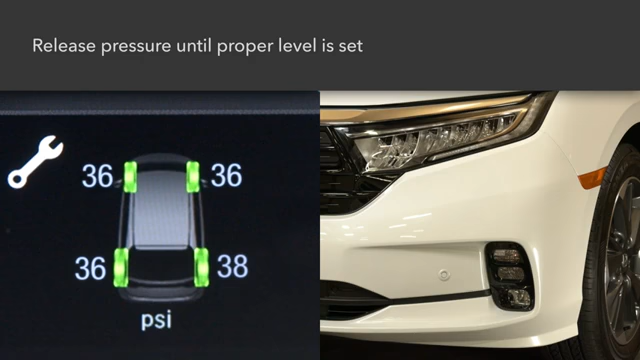 Release pressure until proper level is set
36 36
36 38
psi